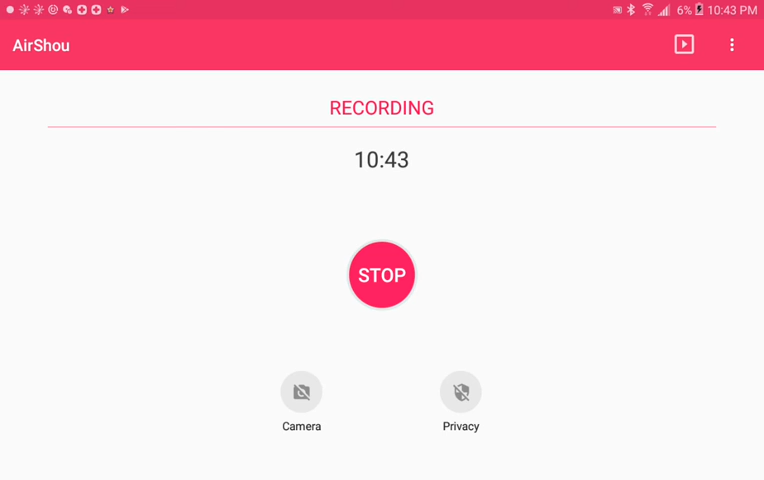 6% 10:43 PM
AirShou
RECORDING
10:43
STOP
Camera Privacy